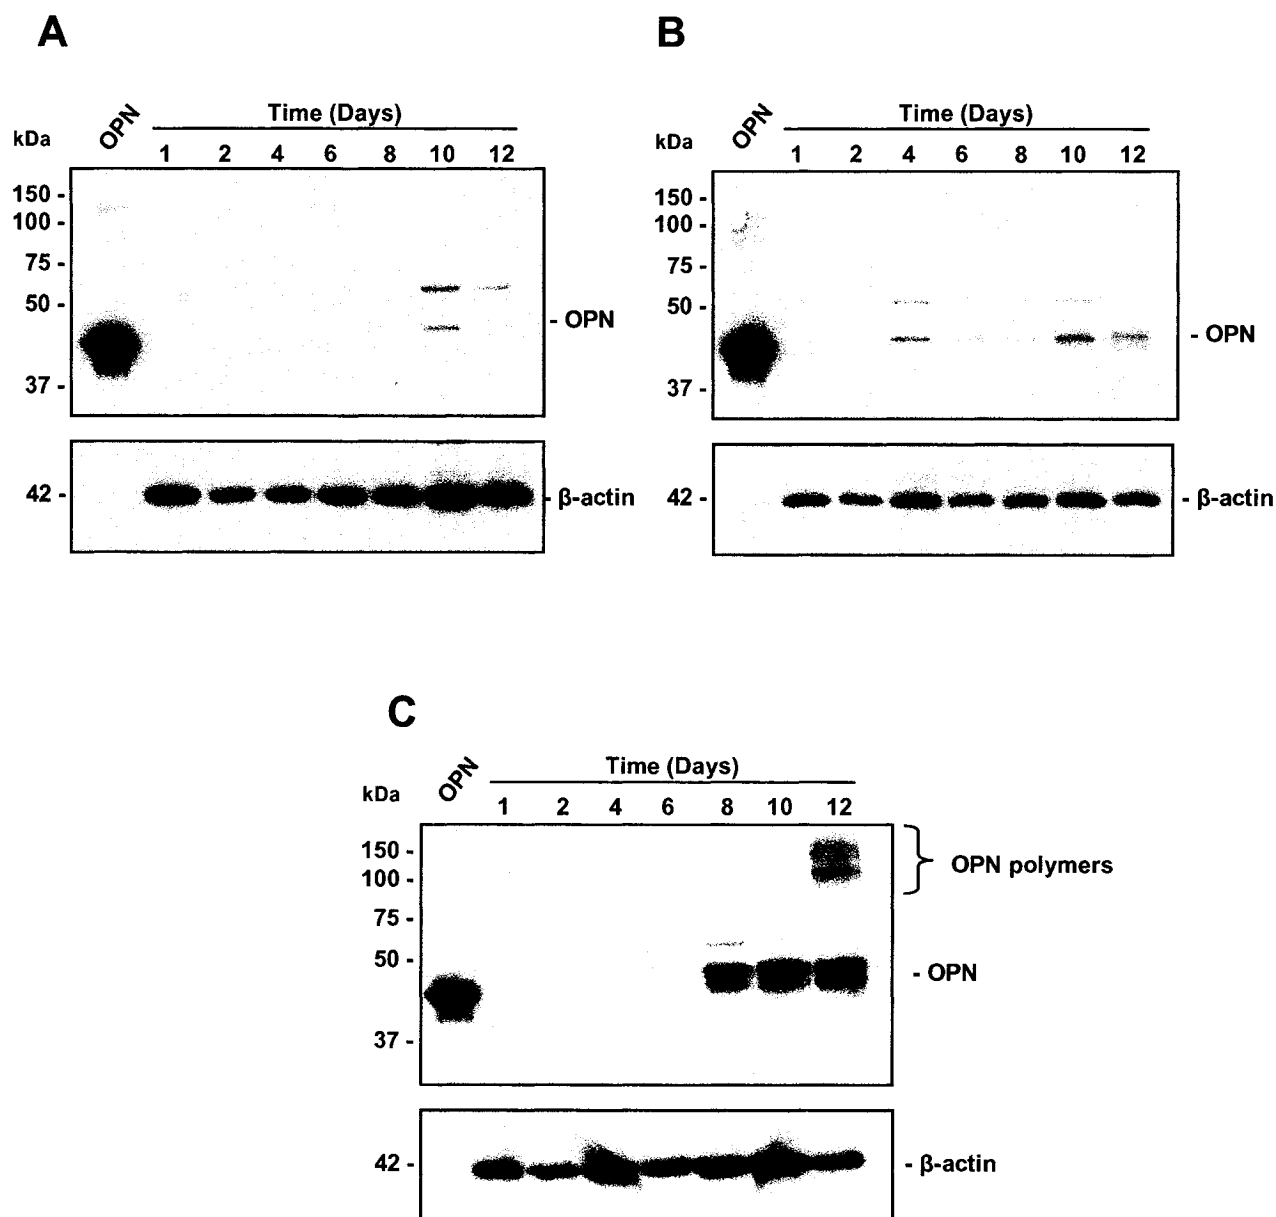 A
Time (Days)
kDa
OPN
1 2 4 6 8 10 12
150 -
100 -
75 -
50 -
- OPN
37 -
42 -
- β-actin
B
Time (Days)
kDa
OPN
1 2 4 6 8 10 12
150 -
100 -
75 -
50 -
- OPN
37 -
42 -
- β-actin
C
Time (Days)
kDa
OPN
1 2 4 6 8 10 12
150 -
100 -
OPN polymers
75 -
50 -
- OPN
37 -
42 -
- β-actin